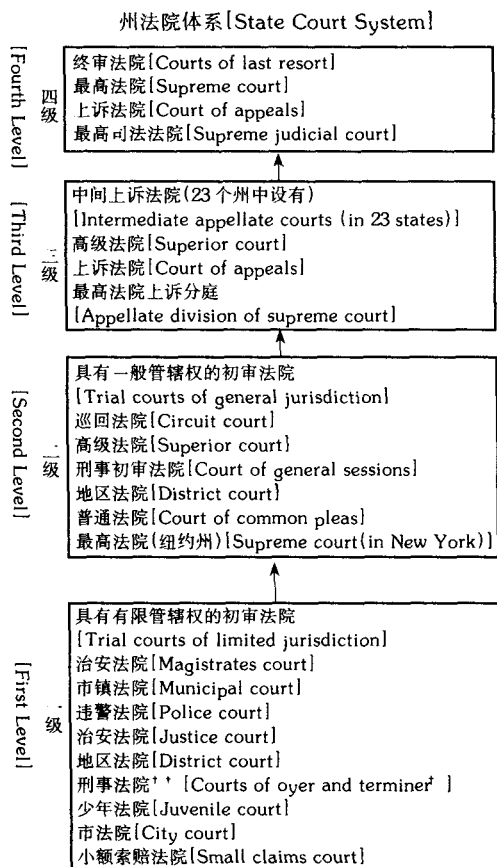 州法院体系[State Court System]
[Fourth Level]
四级
终审法院[Courts of last resort]
最高法院[Supreme court]
上诉法院[Court of appeals]
最高司法法院[Supreme judicial court]
[Third Level]
三级
中间上诉法院(23个州中设有)
[Intermediate appellate courts (in 23 states)]
高级法院[Superior court]
上诉法院[Court of appeals]
最高法院上诉分庭
[Appellate division of supreme court]
[Second Level]
二级
具有一般管辖权的初审法院
[Trial courts of general jurisdiction]
巡回法院[Circuit court]
高级法院[Superior court]
刑事初审法院[Court of general sessions]
地区法院[District court]
普通法院[Court of common pleas]
最高法院(纽约州)[Supreme court(in New York)]
[First Level]
一级
具有有限管辖权的初审法院
[Trial courts of limited jurisdiction]
治安法院[Magistrates court]
市镇法院[Municipal court]
违警法院[Police court]
治安法院[Justice court]
地区法院[District court]
刑事法院†† [Courts of oyer and terminer† ]
少年法院[Juvenile court]
市法院[City court]
小额索赔法院[Small claims court]